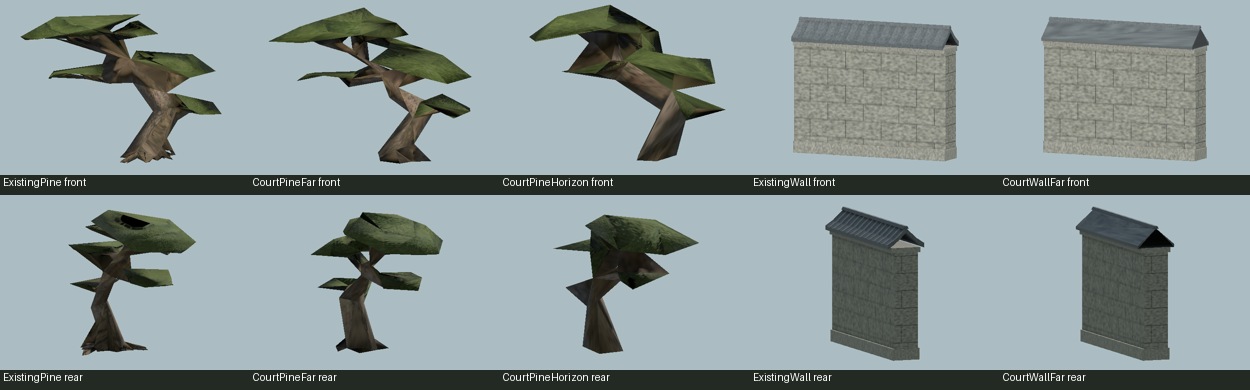 ExistingPine front
CourtPineFar front
CourtPineHorizon front
ExistingWall front
CourtWallFar front
ExistingPine rear
CourtPineFar rear
CourtPineHorizon rear
ExistingWall rear
CourtWallFar rear